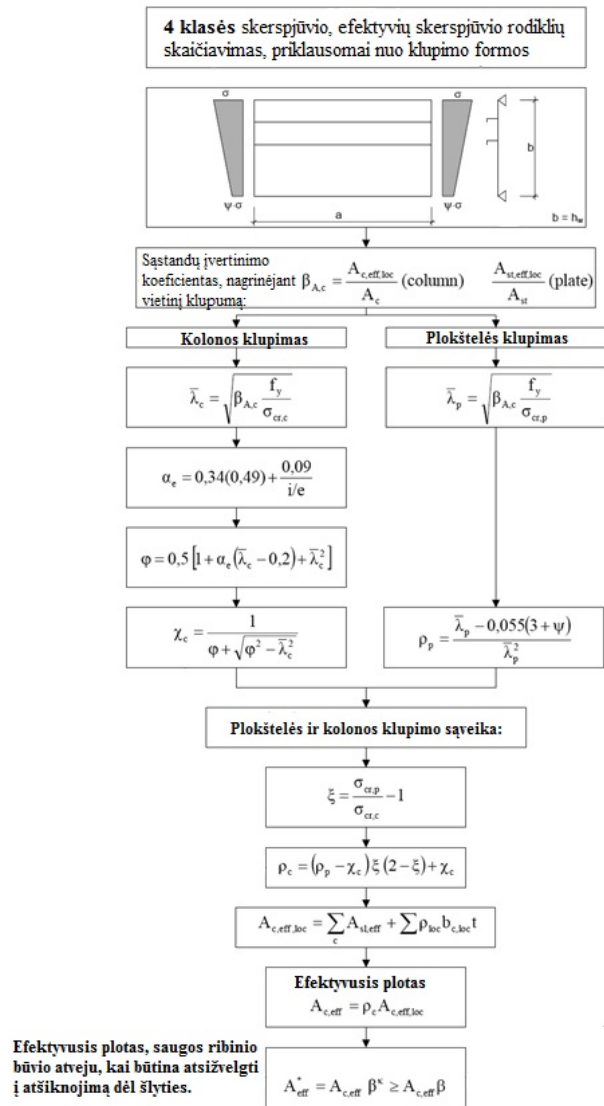 4 klasės skerspjūvio, efektyvių skerspjūvio rodiklių
skaičiavimas, priklausomai nuo klupimo formos
σ
σ
b
ψ·σ
ψ·σ
a
b = hw
Sąstandų įvertinimo
koeficientas, nagrinėjant
vietinį klupumą:
β_A,c = A_c,eff,loc / A_c (column) A_st,eff,loc / A_st (plate)
Kolonos klupimas
Plokštelės klupimas
λ̄_c = √(β_A,c f_y / σ_cr,c)
λ̄_p = √(β_A,c f_y / σ_cr,p)
α_e = 0,34(0,49) + 0,09 / i/e
φ = 0,5 [1 + α_e(λ̄_c − 0,2) + λ̄_c²]
χ_c = 1 / (φ + √(φ² − λ̄_c²))
ρ_p = (λ̄_p − 0,055(3 + ψ)) / λ̄_p²
Plokštelės ir kolonos klupimo sąveika:
ξ = σ_cr,p / σ_cr,c − 1
ρ_c = (ρ_p − χ_c) ξ (2 − ξ) + χ_c
A_c,eff,loc = ∑_c A_sl,eff + ∑ ρ_loc b_c,loc t
Efektyvusis plotas
A_c,eff = ρ_c A_c,eff,loc
Efektyvusis plotas, saugos ribinio
būvio atveju, kai būtina atsižvelgti
į atšiknojimą dėl šlyties.
A*_eff = A_c,eff β^κ ≥ A_c,eff β